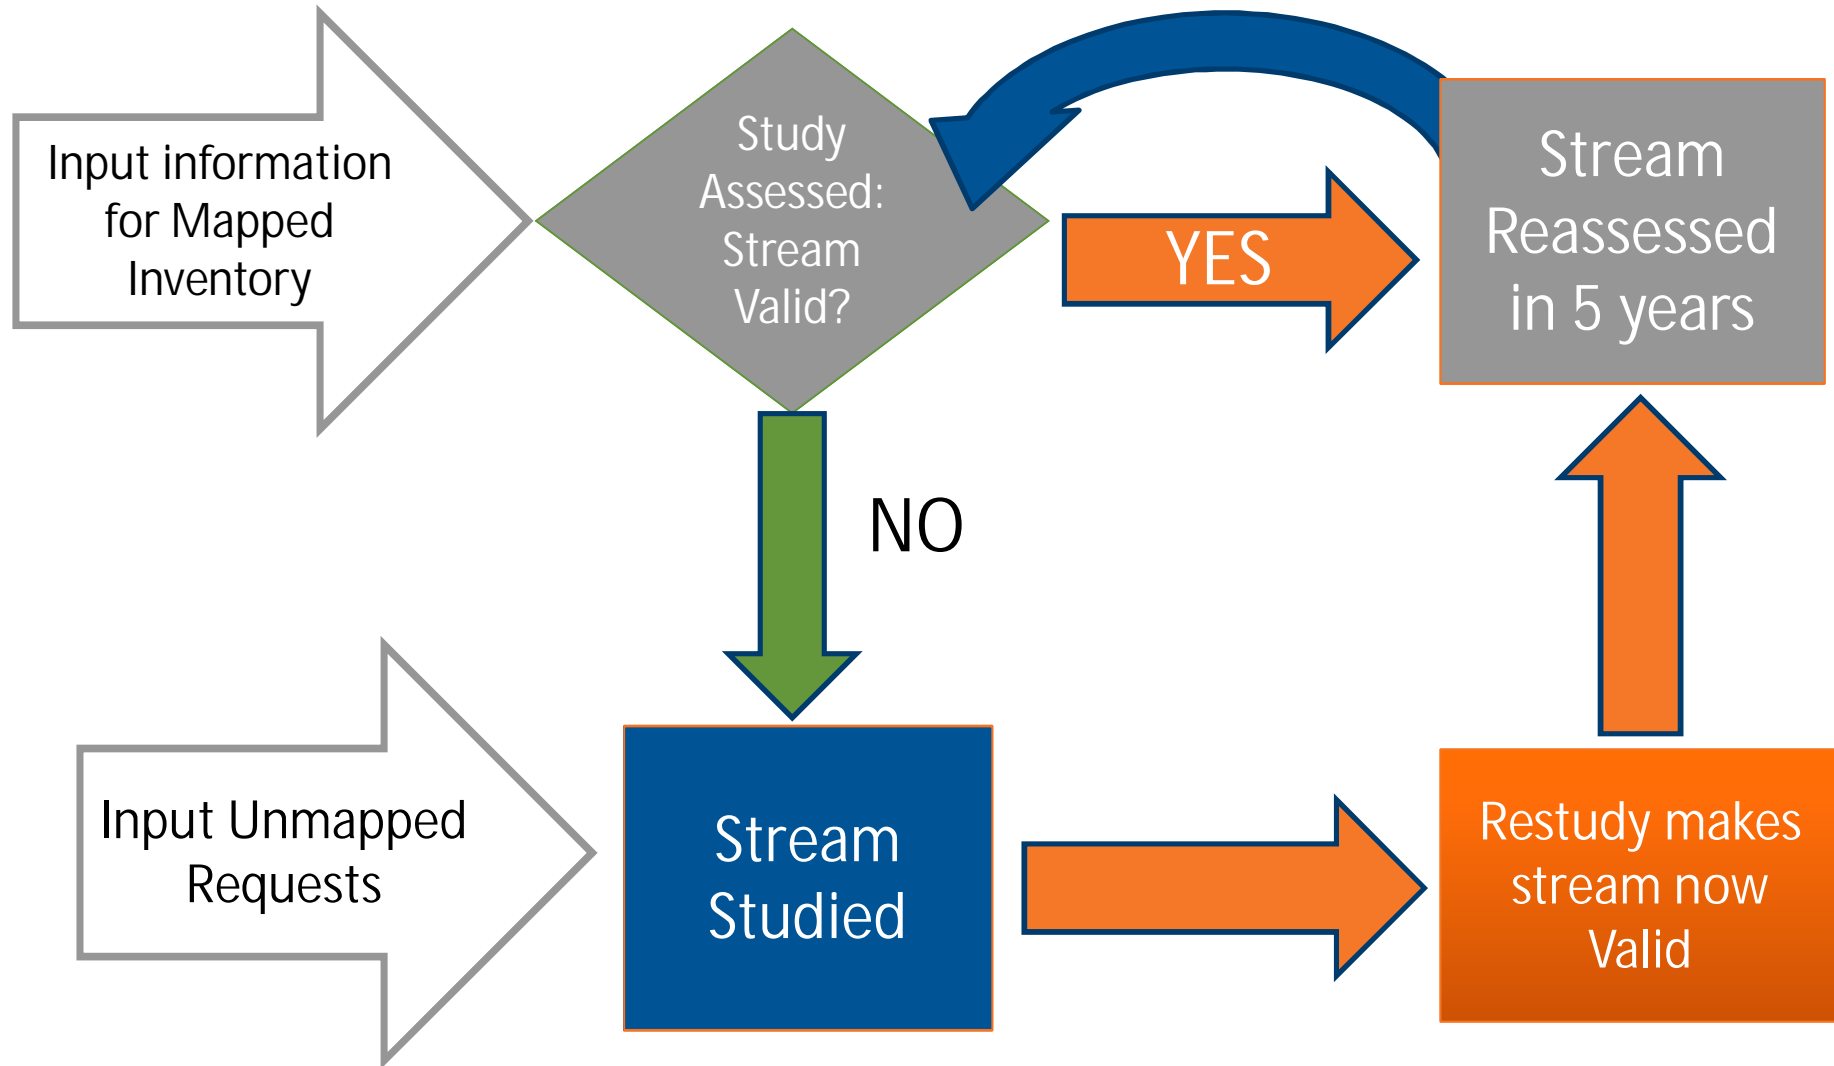 Input information
for Mapped
Inventory
Study
Assessed:
Stream
Valid?
YES
Stream
Reassessed
in 5 years
NO
Input Unmapped
Requests
Stream
Studied
Restudy makes
stream now
Valid